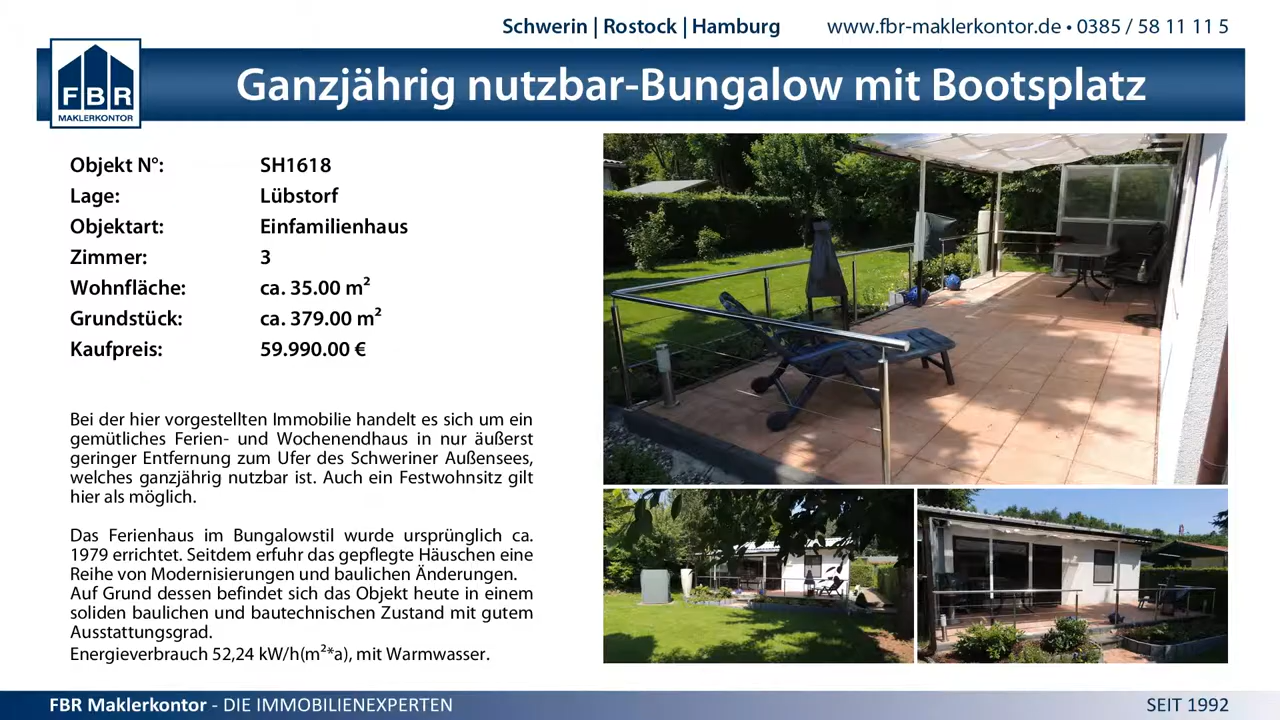 Schwerin | Rostock | Hamburg www.fbr-maklerkontor.de • 0385 / 58 11 11 5
FBR
MAKLERKONTOR
Ganzjährig nutzbar-Bungalow mit Bootsplatz
Objekt N°: SH1618
Lage: Lübstorf
Objektart: Einfamilienhaus
Zimmer: 3
Wohnfläche: ca. 35.00 m²
Grundstück: ca. 379.00 m²
Kaufpreis: 59.990.00 €
Bei der hier vorgestellten Immobilie handelt es sich um ein
gemütliches Ferien- und Wochenendhaus in nur äußerst
geringer Entfernung zum Ufer des Schweriner Außensees,
welches ganzjährig nutzbar ist. Auch ein Festwohnsitz gilt
hier als möglich.
Das Ferienhaus im Bungalowstil wurde ursprünglich ca.
1979 errichtet. Seitdem erfuhr das gepflegte Häuschen eine
Reihe von Modernisierungen und baulichen Änderungen.
Auf Grund dessen befindet sich das Objekt heute in einem
soliden baulichen und bautechnischen Zustand mit gutem
Ausstattungsgrad.
Energieverbrauch 52,24 kW/h(m²*a), mit Warmwasser.
FBR Maklerkontor - DIE IMMOBILIENEXPERTEN SEIT 1992